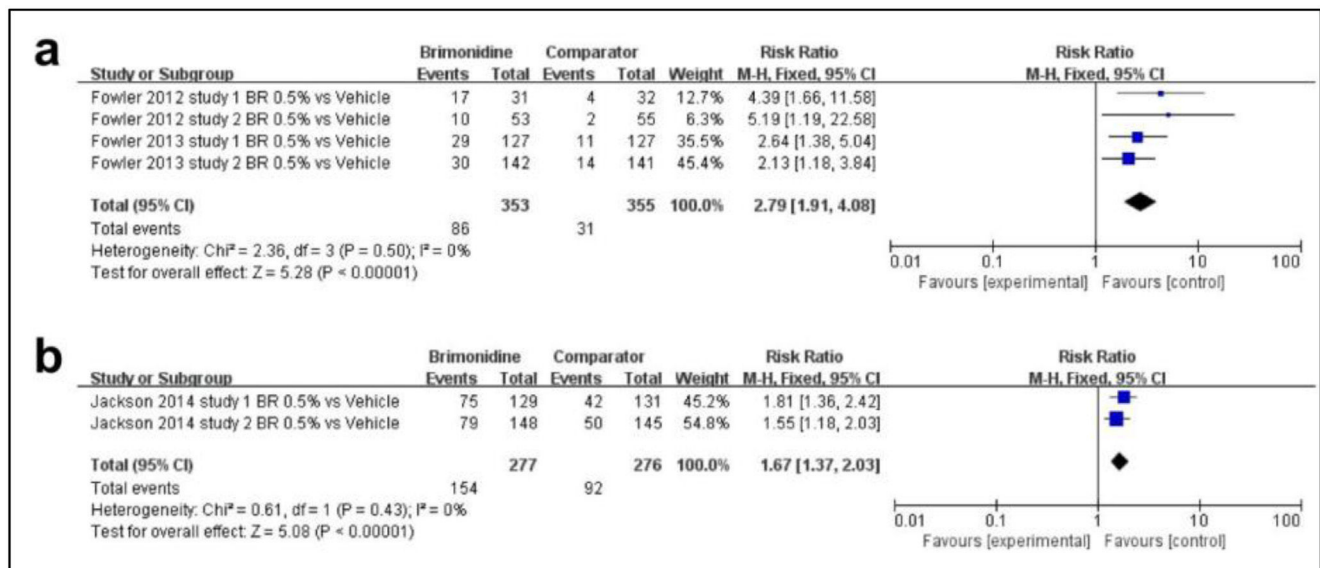 a
Brimonidine Comparator Risk Ratio Risk Ratio
Study or Subgroup Events Total Events Total Weight M-H, Fixed, 95% CI M-H, Fixed, 95% CI
Fowler 2012 study 1 BR 0.5% vs Vehicle 17 31 4 32 12.7% 4.39 [1.66, 11.58]
Fowler 2012 study 2 BR 0.5% vs Vehicle 10 53 2 55 6.3% 5.19 [1.19, 22.58]
Fowler 2013 study 1 BR 0.5% vs Vehicle 29 127 11 127 35.5% 2.64 [1.38, 5.04]
Fowler 2013 study 2 BR 0.5% vs Vehicle 30 142 14 141 45.4% 2.13 [1.18, 3.84]
Total (95% CI) 353 355 100.0% 2.79 [1.91, 4.08]
Total events 86 31
Heterogeneity: Chi² = 2.36, df = 3 (P = 0.50); I² = 0%
Test for overall effect: Z = 5.28 (P < 0.00001)
0.01 0.1 1 10 100
Favours [experimental] Favours [control]
b
Brimonidine Comparator Risk Ratio Risk Ratio
Study or Subgroup Events Total Events Total Weight M-H, Fixed, 95% CI M-H, Fixed, 95% CI
Jackson 2014 study 1 BR 0.5% vs Vehicle 75 129 42 131 45.2% 1.81 [1.36, 2.42]
Jackson 2014 study 2 BR 0.5% vs Vehicle 79 148 50 145 54.8% 1.55 [1.18, 2.03]
Total (95% CI) 277 276 100.0% 1.67 [1.37, 2.03]
Total events 154 92
Heterogeneity: Chi² = 0.61, df = 1 (P = 0.43); I² = 0%
Test for overall effect: Z = 5.08 (P < 0.00001)
0.01 0.1 1 10 100
Favours [experimental] Favours [control]